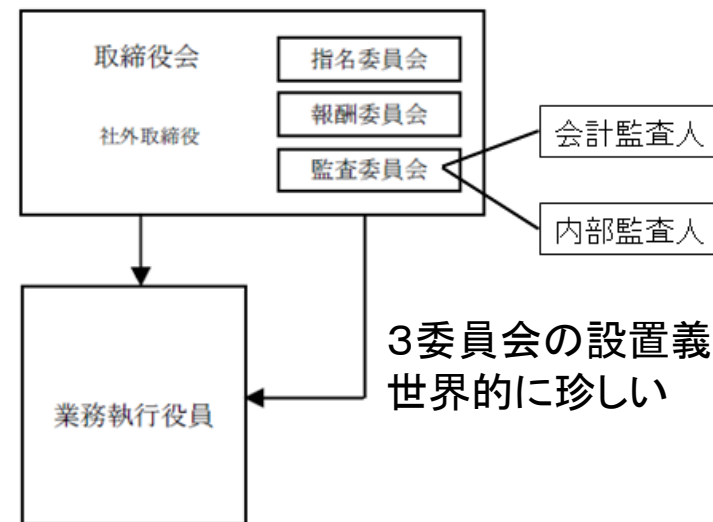 取締役会
社外取締役
指名委員会
報酬委員会
監査委員会
会計監査人
内部監査人
業務執行役員
3委員会の設置義
世界的に珍しい